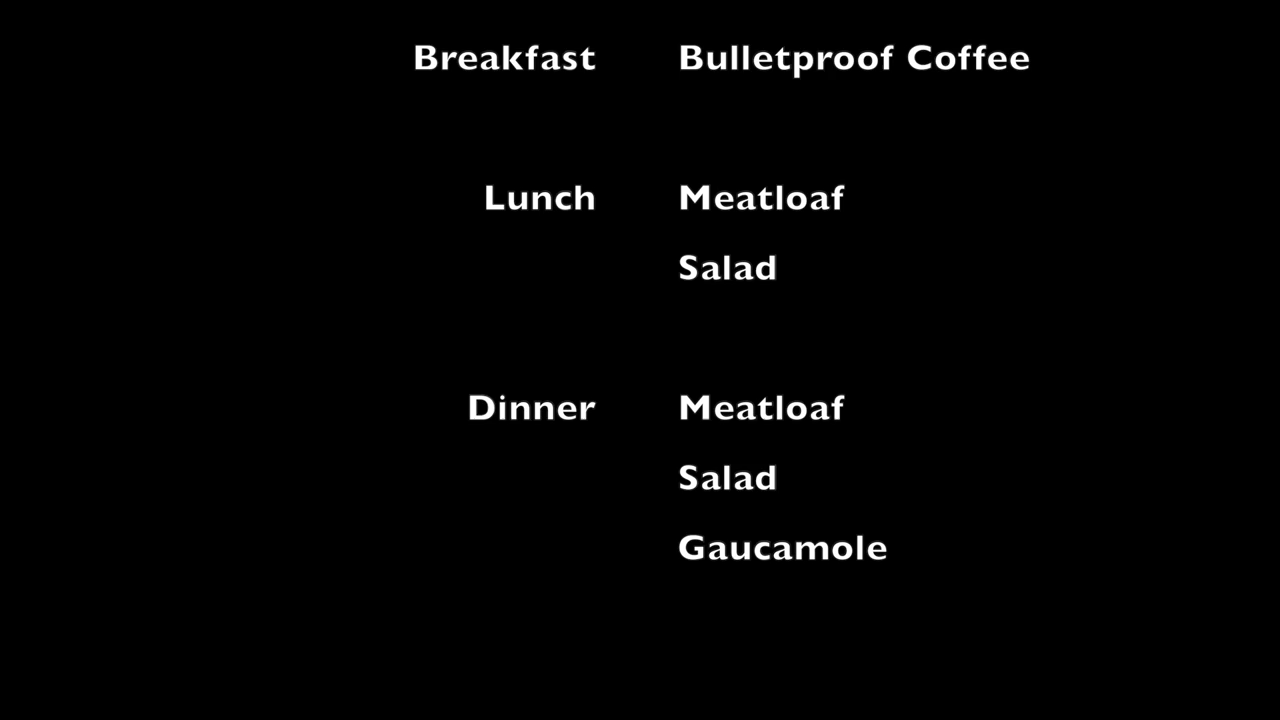 Breakfast Bulletproof Coffee
Lunch Meatloaf
Salad
Dinner Meatloaf
Salad
Gaucamole